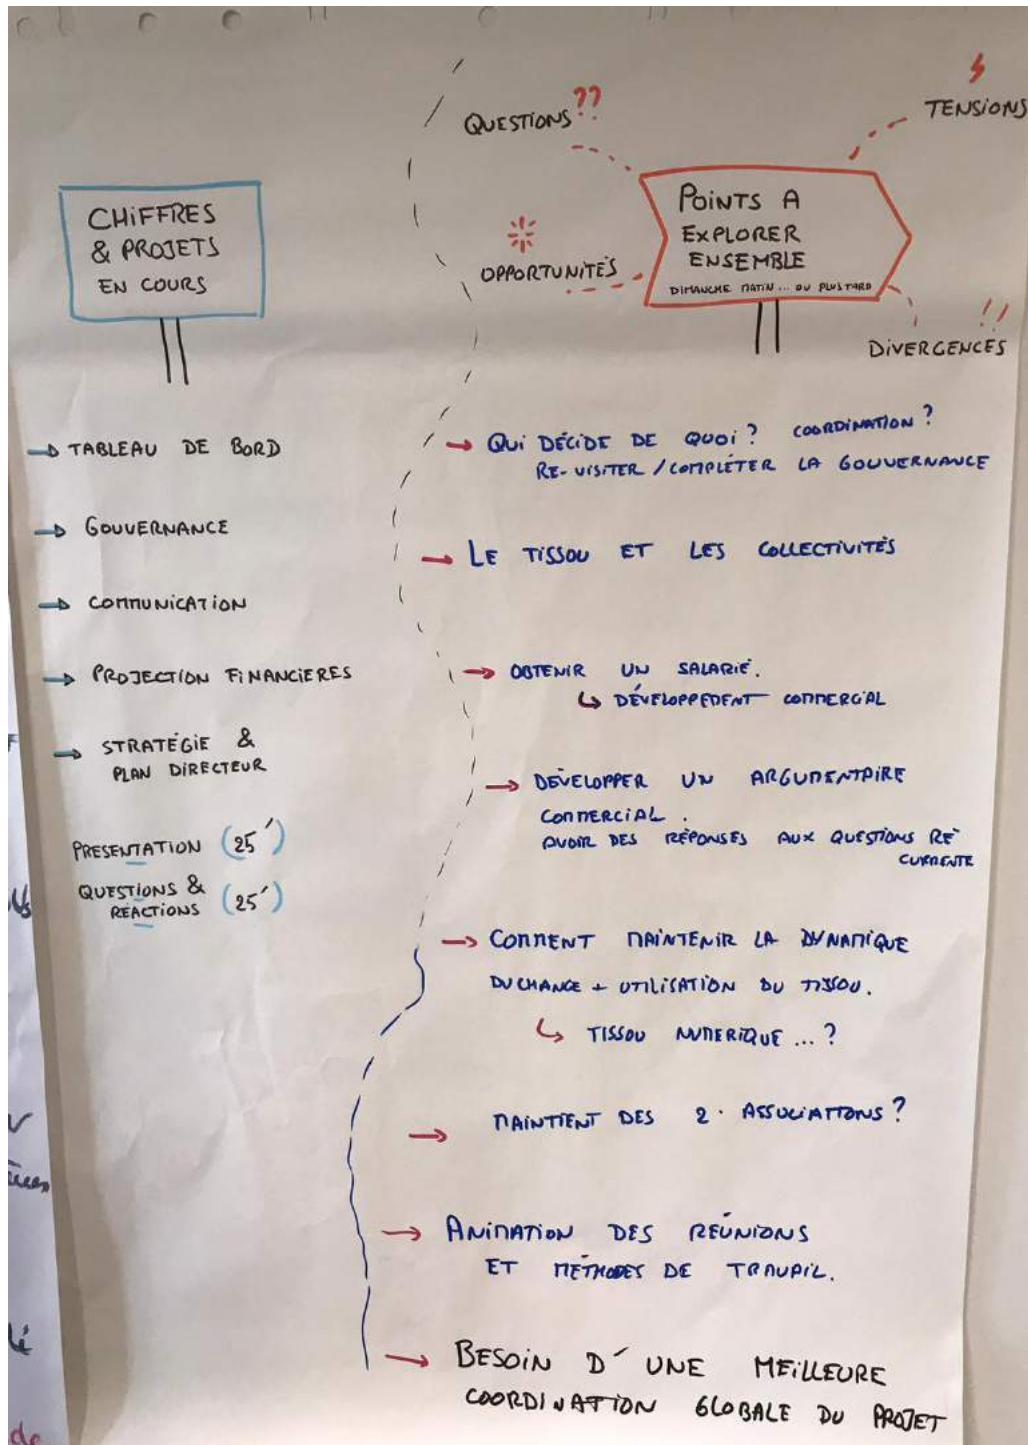 CHIFFRES
& PROJETS
EN COURS
→ TABLEAU DE BORD
→ GOUVERNANCE
→ COMMUNICATION
→ PROJECTION FINANCIERES
→ STRATÉGIE &
PLAN DIRECTEUR
PRESENTATION (25')
QUESTIONS &
RÉACTIONS (25')
QUESTIONS ??
TENSIONS
OPPORTUNITÉS
POINTS A
EXPLORER
ENSEMBLE
DIMANCHE MATIN ... OU PLUS TARD
!!
DIVERGENCES
→ QUI DÉCIDE DE QUOI ? COORDINATION ?
RE-VISITER / COMPLÉTER LA GOUVERNANCE
→ LE TISSOU ET LES COLLECTIVITÉS
→ OBTENIR UN SALARIÉ.
↳ DÉVELOPPEMENT COMMERCIAL
→ DÉVELOPPER UN ARGUMENTAIRE
COMMERCIAL.
AVOIR DES RÉPONSES AUX QUESTIONS RÉ
CURRENTE
→ COMMENT MAINTENIR LA DYNAMIQUE
DU CHANGE + UTILISATION DU TISSOU.
↳ TISSOU NUMERIQUE ... ?
→ MAINTIENT DES 2 ASSOCIATIONS ?
→ ANIMATION DES RÉUNIONS
ET MÉTHODES DE TRAVAIL.
→ BESOIN D'UNE MEILLEURE
COORDINATION GLOBALE DU PROJET
de